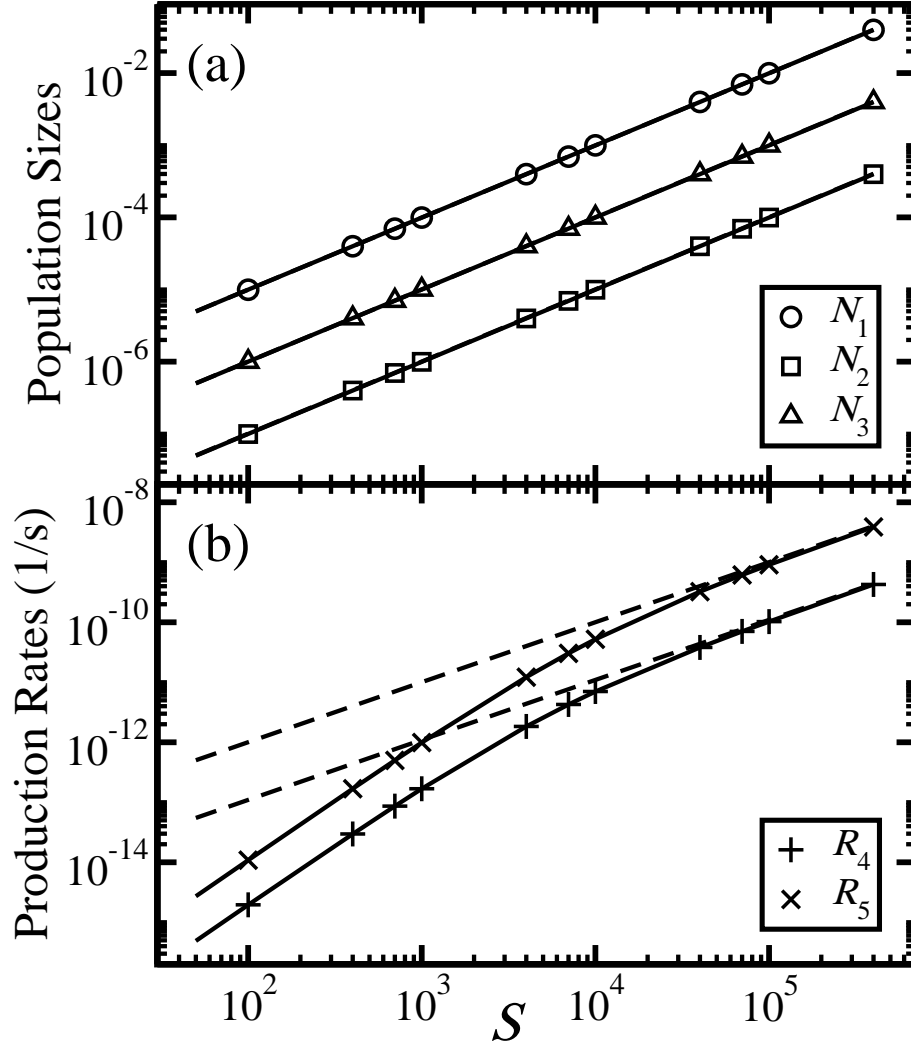 (a)
Population Sizes
10^-2
10^-4
10^-6
N_1
N_2
N_3
(b)
Production Rates (1/s)
10^-8
10^-10
10^-12
10^-14
R_4
R_5
10^2
10^3
10^4
10^5
S